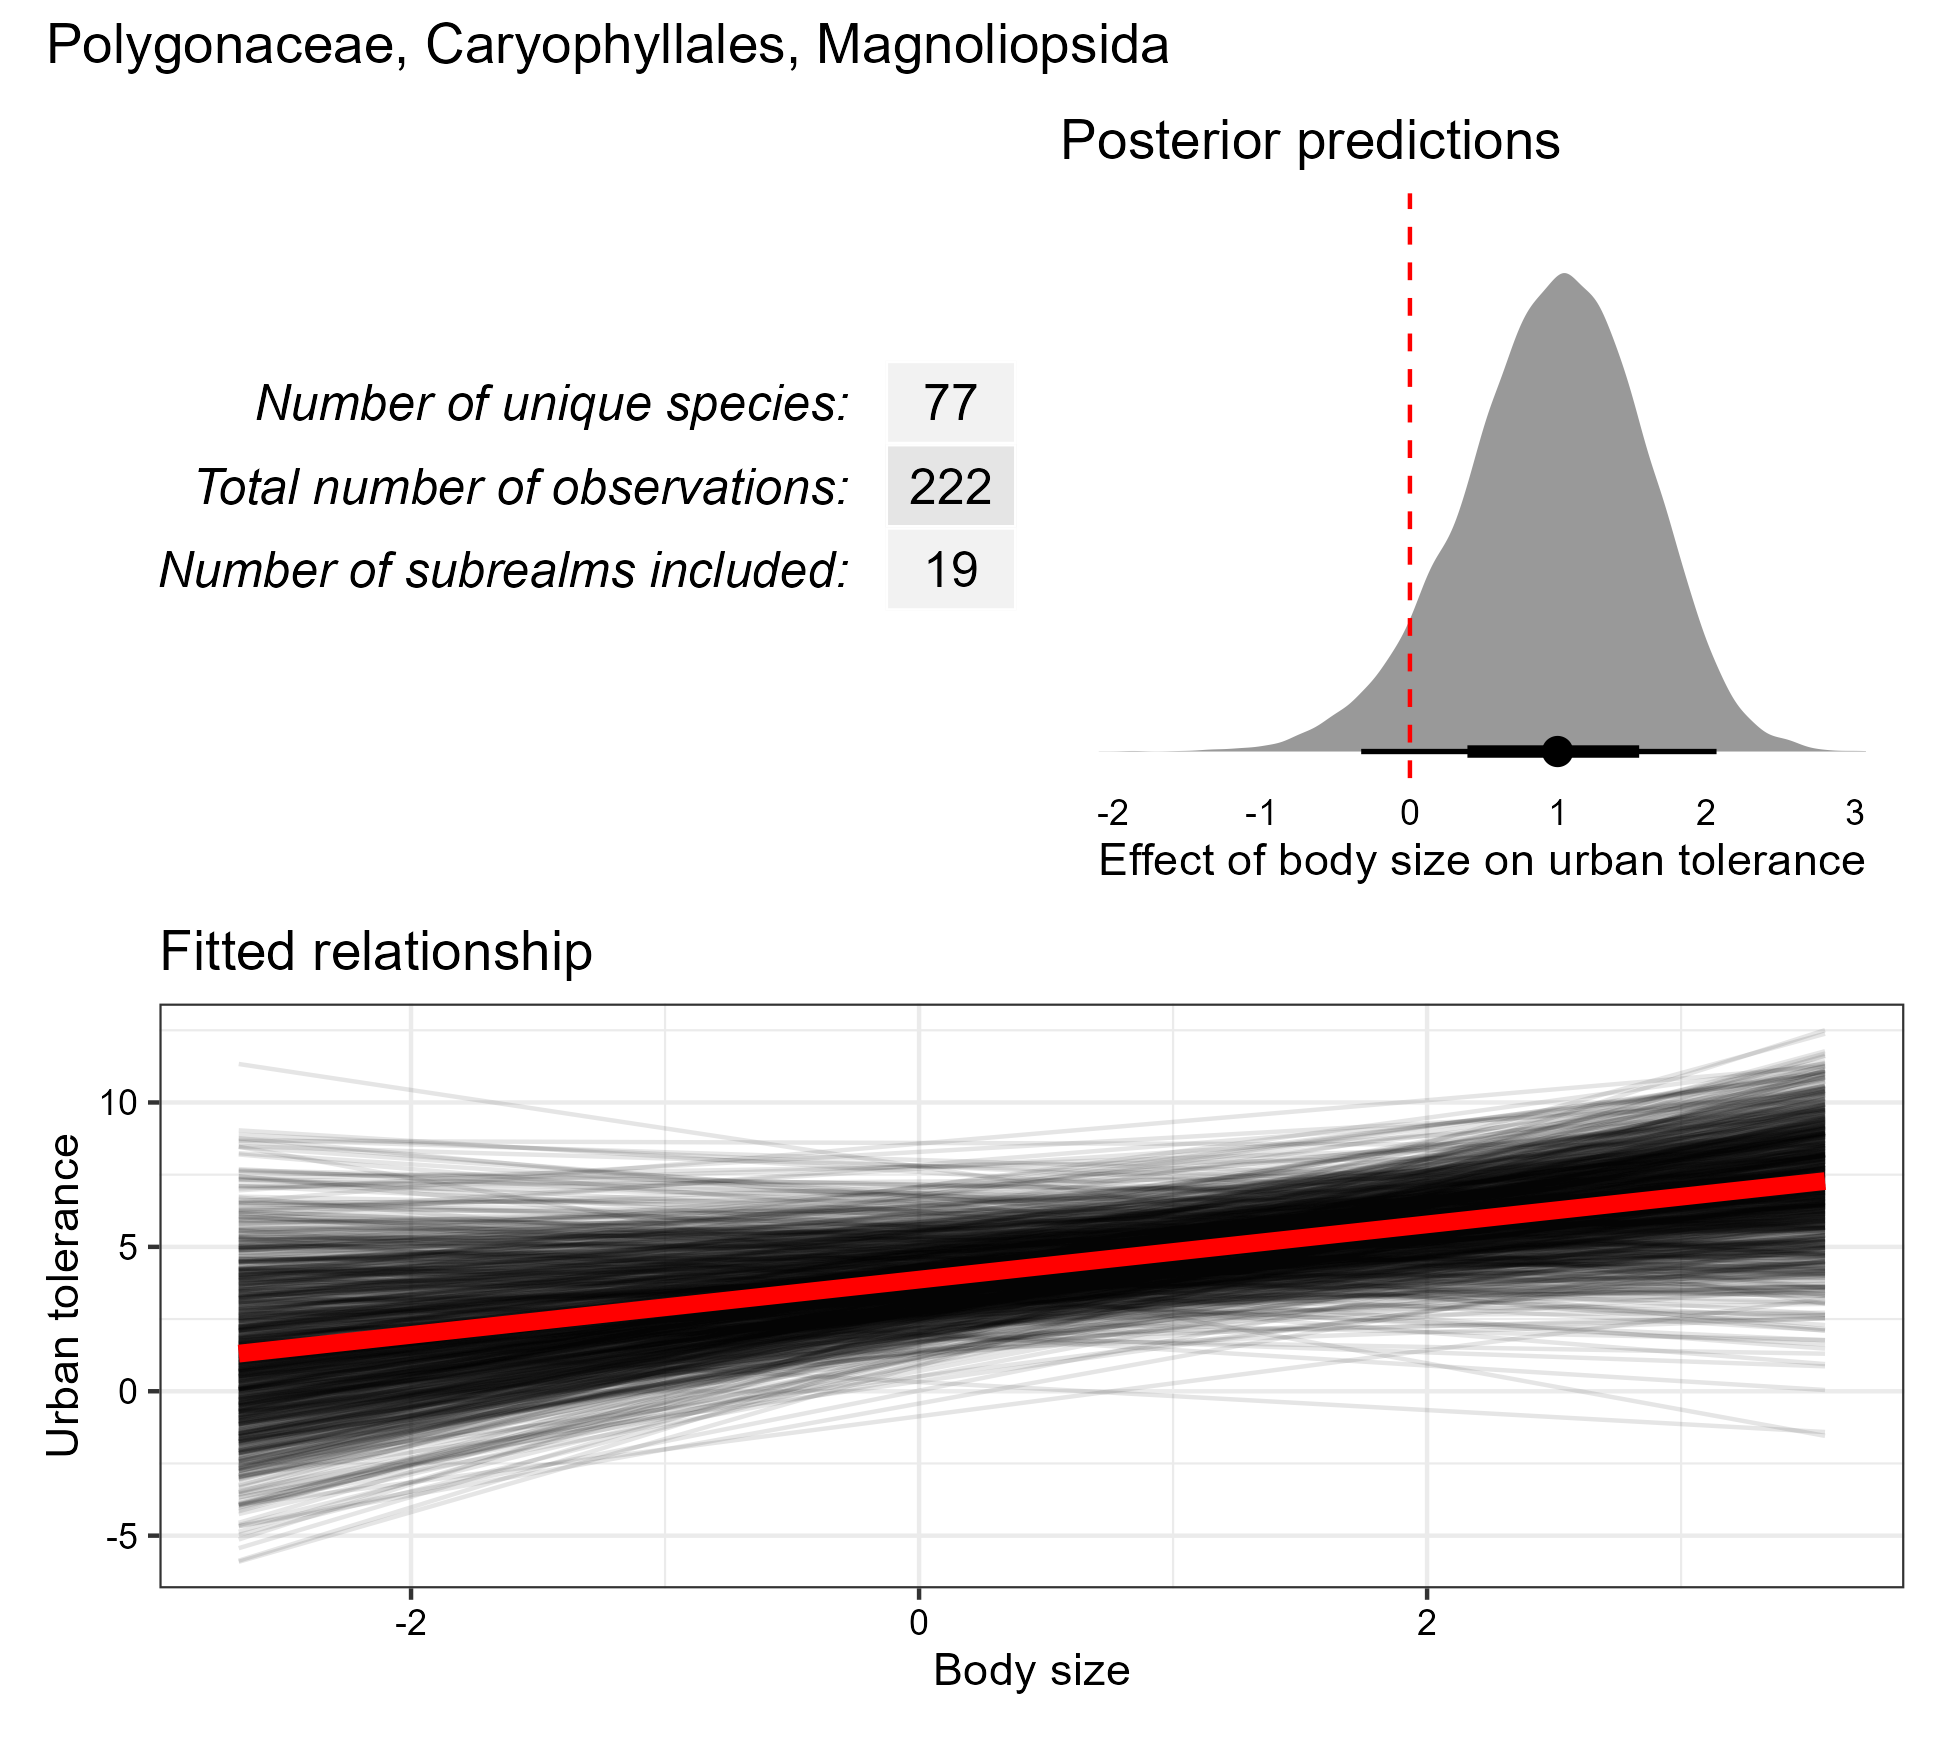 Polygonaceae, Caryophyllales, Magnoliopsida
Posterior predictions
Number of unique species: 77
Total number of observations: 222
Number of subrealms included: 19
-2 -1 0 1 2 3
Effect of body size on urban tolerance
Fitted relationship
Urban tolerance
10
5
0
-5
-2 0 2
Body size